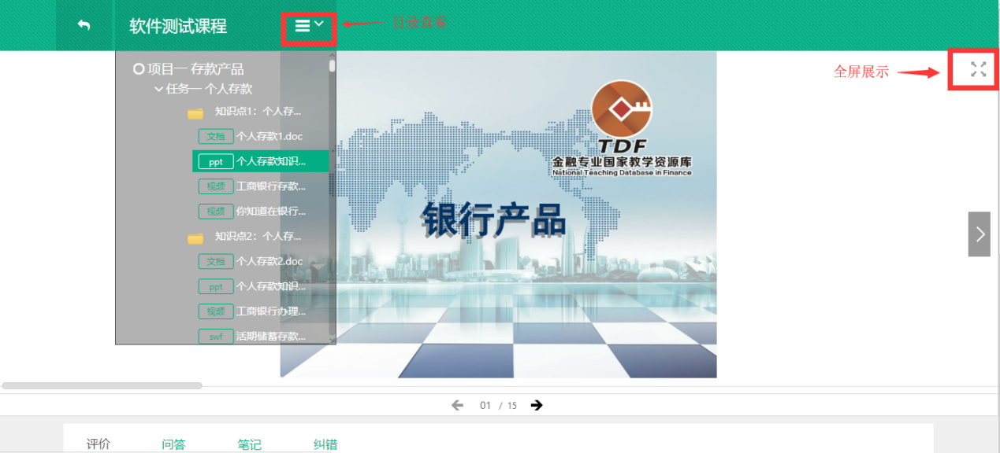 软件测试课程
目录查看
项目一 存款产品
任务一 个人存款
知识点1：个人存...
文档 个人存款1.doc
ppt 个人存款知识...
视频 工商银行存款...
视频 你知道在银行...
知识点2：个人存...
文档 个人存款2.doc
ppt 个人存款知识...
视频 工商银行办理...
swf 活期储蓄存款...
全屏展示
TDF
金融专业国家教学资源库
National Teaching Database in Finance
银行产品
01 / 15
评价 问答 笔记 纠错